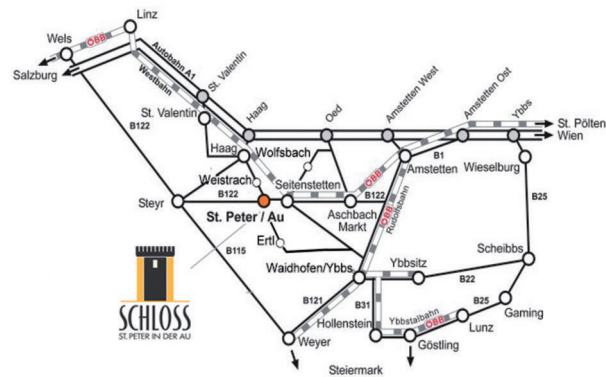 Linz
Wels
ÖBB
Salzburg
Autobahn A1
Westbahn
St. Valentin
Haag
Oed
Amstetten West
Amstetten Ost
Ybbs
St. Pölten
Wien
St. Valentin
B122
Haag
Wolfsbach
Weistrach
Seitenstetten
ÖBB
B122
B1
Amstetten
Wieselburg
Steyr
B122
St. Peter / Au
Aschbach
Markt
ÖBB
Rudolfsbahn
B25
Ertl
B115
Waidhofen/Ybbs
Ybbsitz
Scheibbs
B22
SCHLOSS
ST. PETER IN DER AU
B121
B31
Hollenstein
Ybbstalbahn
ÖBB
B25
Gaming
Lunz
Weyer
Göstling
Steiermark